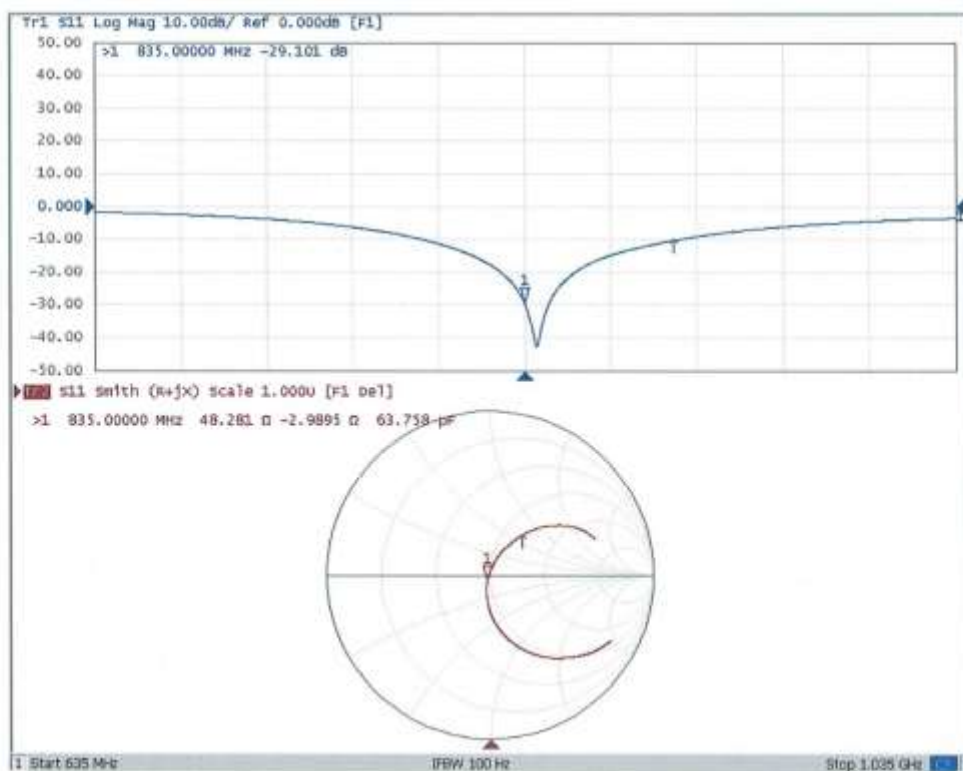 Tr1 S11 Log Mag 10.00dB/ Ref 0.000dB [F1]
50.00
>1 835.00000 MHz -29.101 dB
40.00
30.00
20.00
10.00
0.000
-10.00
-20.00
1
-30.00
-40.00
-50.00
S11 Smith (R+jX) Scale 1.000U [F1 Del]
>1 835.00000 MHz 48.281 Ω -2.9895 Ω 63.758 pF
1
1 Start 635 MHz IFBW 100 Hz Stop 1.035 GHz